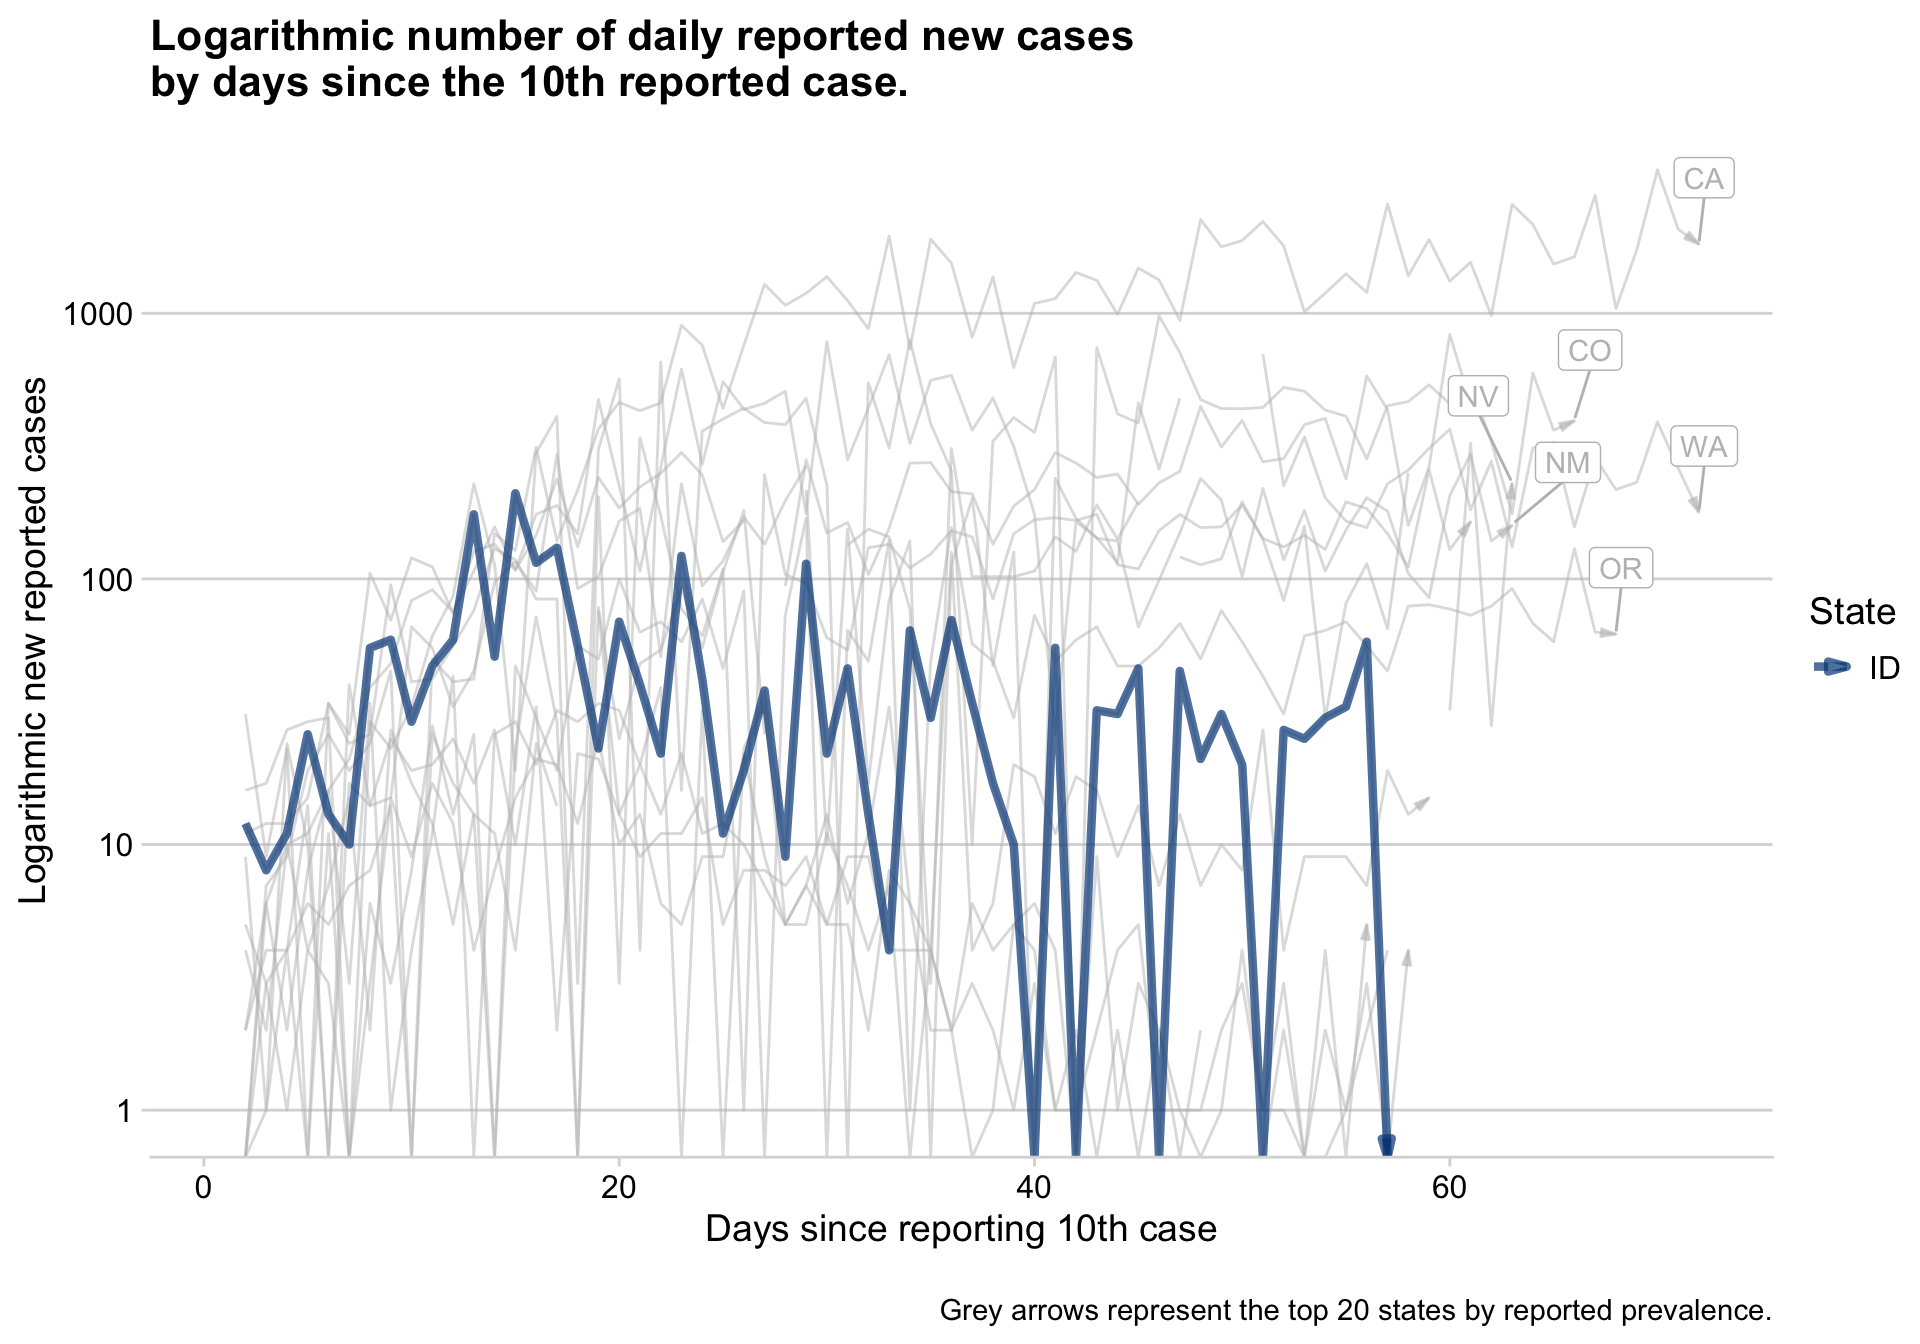 Logarithmic number of daily reported new cases
by days since the 10th reported case.
CA
1000
CO
NV
WA
NM
OR
100
10
1
Logarithmic new reported cases
State
ID
0 20 40 60
Days since reporting 10th case
Grey arrows represent the top 20 states by reported prevalence.